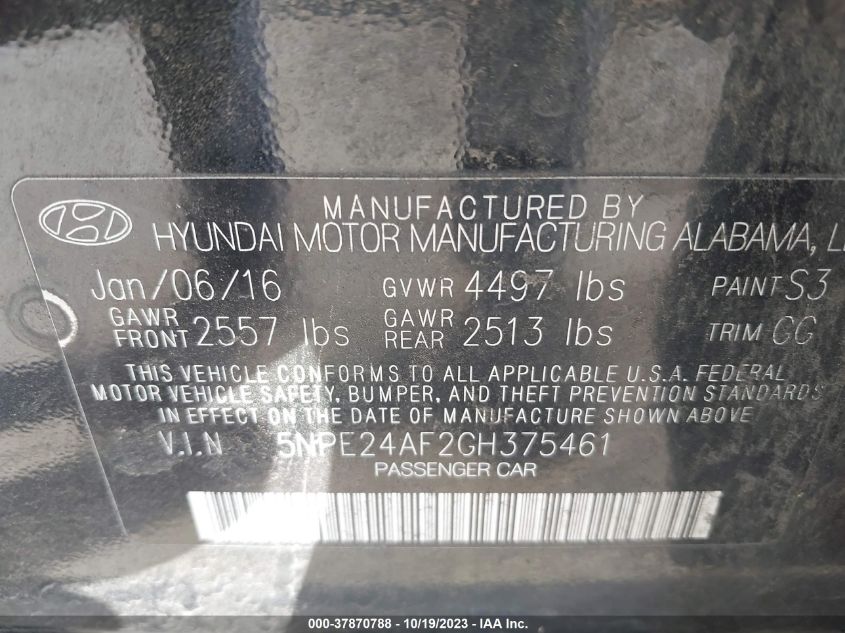 MANUFACTURED BY
HYUNDAI MOTOR MANUFACTURING ALABAMA,
Jan/06/16 GVWR 4497 lbs PAINT S3
GAWR FRONT 2557 lbs GAWR REAR 2513 lbs TRIM CG
THIS VEHICLE CONFORMS TO ALL APPLICABLE U.S.A. FEDERAL
MOTOR VEHICLE SAFETY, BUMPER, AND THEFT PREVENTION STANDARDS
IN EFFECT ON THE DATE OF MANUFACTURE SHOWN ABOVE
V.I.N 5NPE24AF2GH375461
PASSENGER CAR
000-37870788 - 10/19/2023 - IAA Inc.